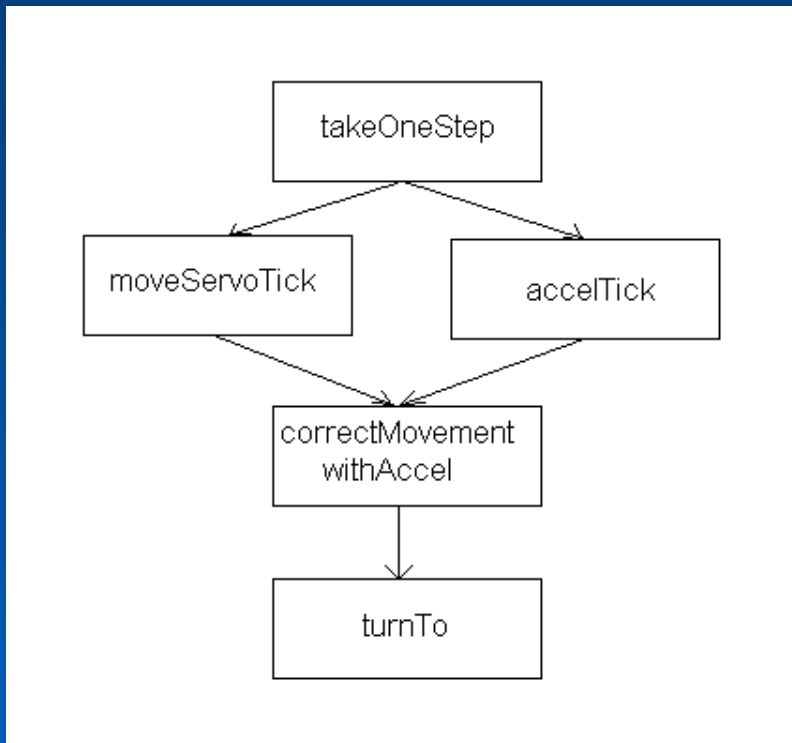 takeOneStep
moveServoTick
accelTick
correctMovement
withAccel
turnTo